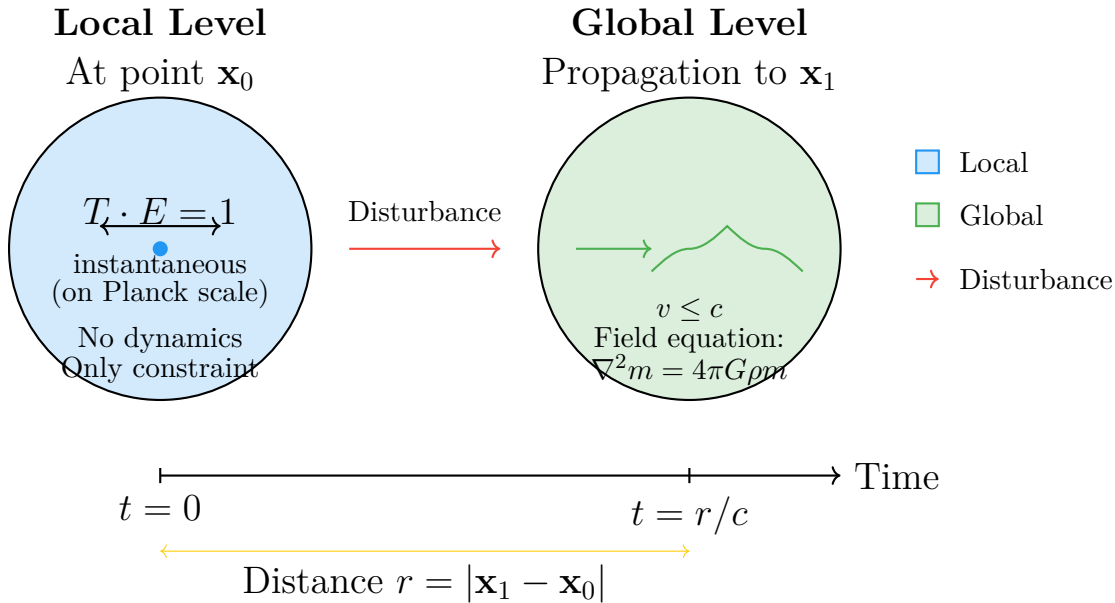 Local Level
At point x₀
T · E = 1
instantaneous
(on Planck scale)
No dynamics
Only constraint
Disturbance
Global Level
Propagation to x₁
v ≤ c
Field equation:
∇²m = 4πGρm
Local
Global
Disturbance
Time
t = 0
t = r/c
Distance r = |x₁ − x₀|